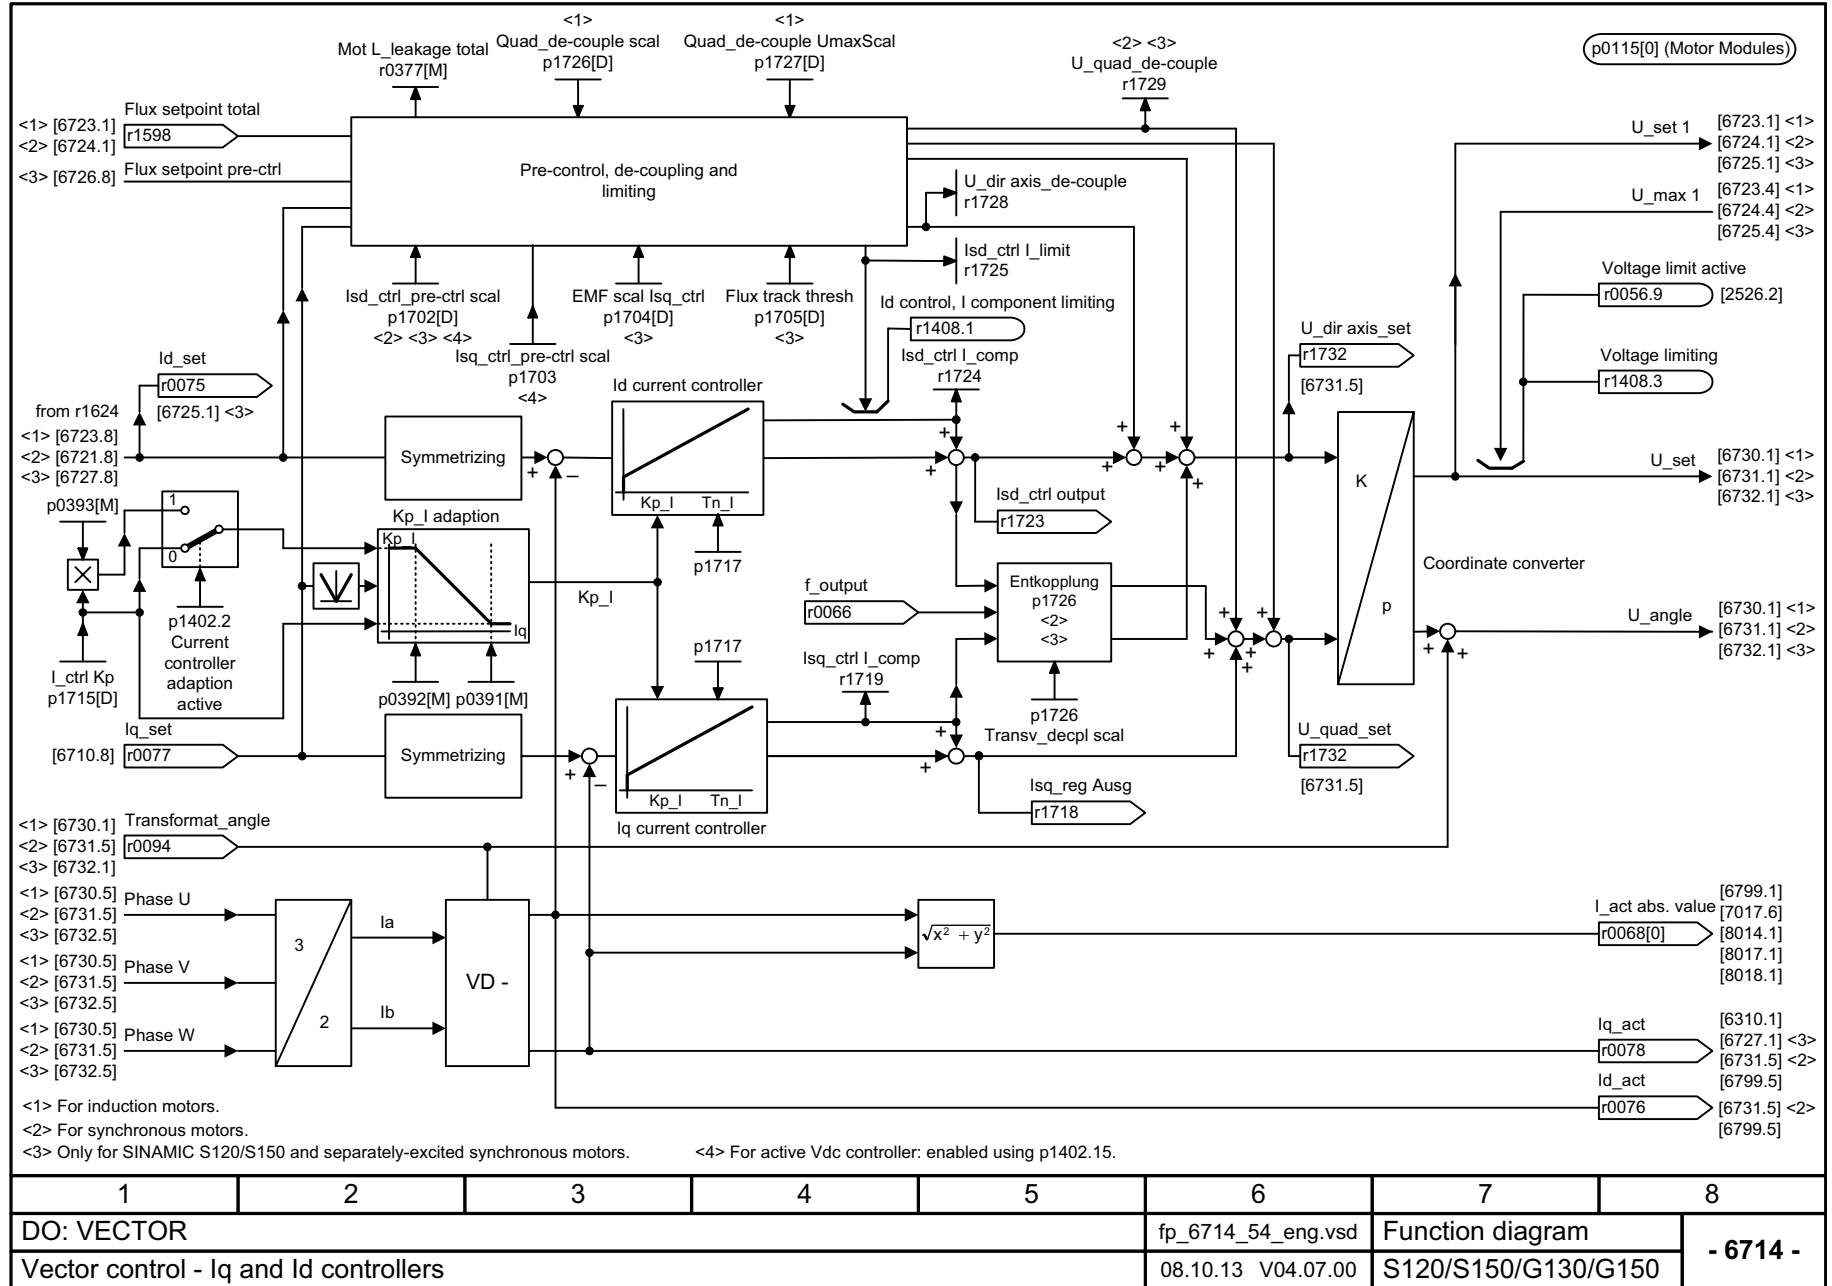 <1>
Quad_de-couple scal
p1726[D]
<1>
Quad_de-couple UmaxScal
p1727[D]
Mot L_leakage total
r0377[M]
<2> <3>
U_quad_de-couple
r1729
p0115[0] (Motor Modules)
Flux setpoint total
<1> [6723.1]
<2> [6724.1]
r1598
<3> [6726.8]
Flux setpoint pre-ctrl
Pre-control, de-coupling and
limiting
U_dir axis_de-couple
r1728
Isd_ctrl I_limit
r1725
U_set 1
[6723.1] <1>
[6724.1] <2>
[6725.1] <3>
U_max 1
[6723.4] <1>
[6724.4] <2>
[6725.4] <3>
Isd_ctrl_pre-ctrl scal
p1702[D]
<2> <3> <4>
Isq_ctrl_pre-ctrl scal
p1703
<4>
EMF scal Isq_ctrl
p1704[D]
<3>
Flux track thresh
p1705[D]
<3>
Id control, I component limiting
r1408.1
Isd_ctrl I_comp
r1724
Voltage limit active
r0056.9
[2526.2]
Voltage limiting
r1408.3
U_dir axis_set
r1732
[6731.5]
Id_set
r0075
[6725.1] <3>
from r1624
<1> [6723.8]
<2> [6721.8]
<3> [6727.8]
Symmetrizing
+
–
Id current controller
Kp_I Tn_I
p1717
+
+
+
+
+
+
+
Isd_ctrl output
r1723
K
p
Coordinate converter
U_set
[6730.1] <1>
[6731.1] <2>
[6732.1] <3>
p0393[M]
1
0
p1402.2
Current
controller
adaption
active
I_ctrl Kp
p1715[D]
Kp_I adaption
Kp_I
Iq
p0392[M] p0391[M]
Kp_I
f_output
r0066
Entkopplung
p1726
<2>
<3>
p1726
Transv_decpl scal
+
+
+
+
+
U_angle
[6730.1] <1>
[6731.1] <2>
[6732.1] <3>
+
+
Iq_set
[6710.8]
r0077
Symmetrizing
+
–
p1717
Kp_I Tn_I
Iq current controller
Isq_ctrl I_comp
r1719
+
+
Isq_reg Ausg
r1718
U_quad_set
r1732
[6731.5]
<1> [6730.1]
<2> [6731.5]
<3> [6732.1]
Transformat_angle
r0094
<1> [6730.5]
<2> [6731.5]
<3> [6732.5]
Phase U
<1> [6730.5]
<2> [6731.5]
<3> [6732.5]
Phase V
<1> [6730.5]
<2> [6731.5]
<3> [6732.5]
Phase W
3
2
Ia
Ib
VD -
√x² + y²
I_act abs. value
r0068[0]
[6799.1]
[7017.6]
[8014.1]
[8017.1]
[8018.1]
Iq_act
r0078
[6310.1]
[6727.1] <3>
[6731.5] <2>
[6799.5]
Id_act
r0076
[6731.5] <2>
[6799.5]
<1> For induction motors.
<2> For synchronous motors.
<3> Only for SINAMIC S120/S150 and separately-excited synchronous motors.
<4> For active Vdc controller: enabled using p1402.15.
1 2 3 4 5 6 7 8
DO: VECTOR
fp_6714_54_eng.vsd
Function diagram
- 6714 -
Vector control - Iq and Id controllers
08.10.13 V04.07.00
S120/S150/G130/G150